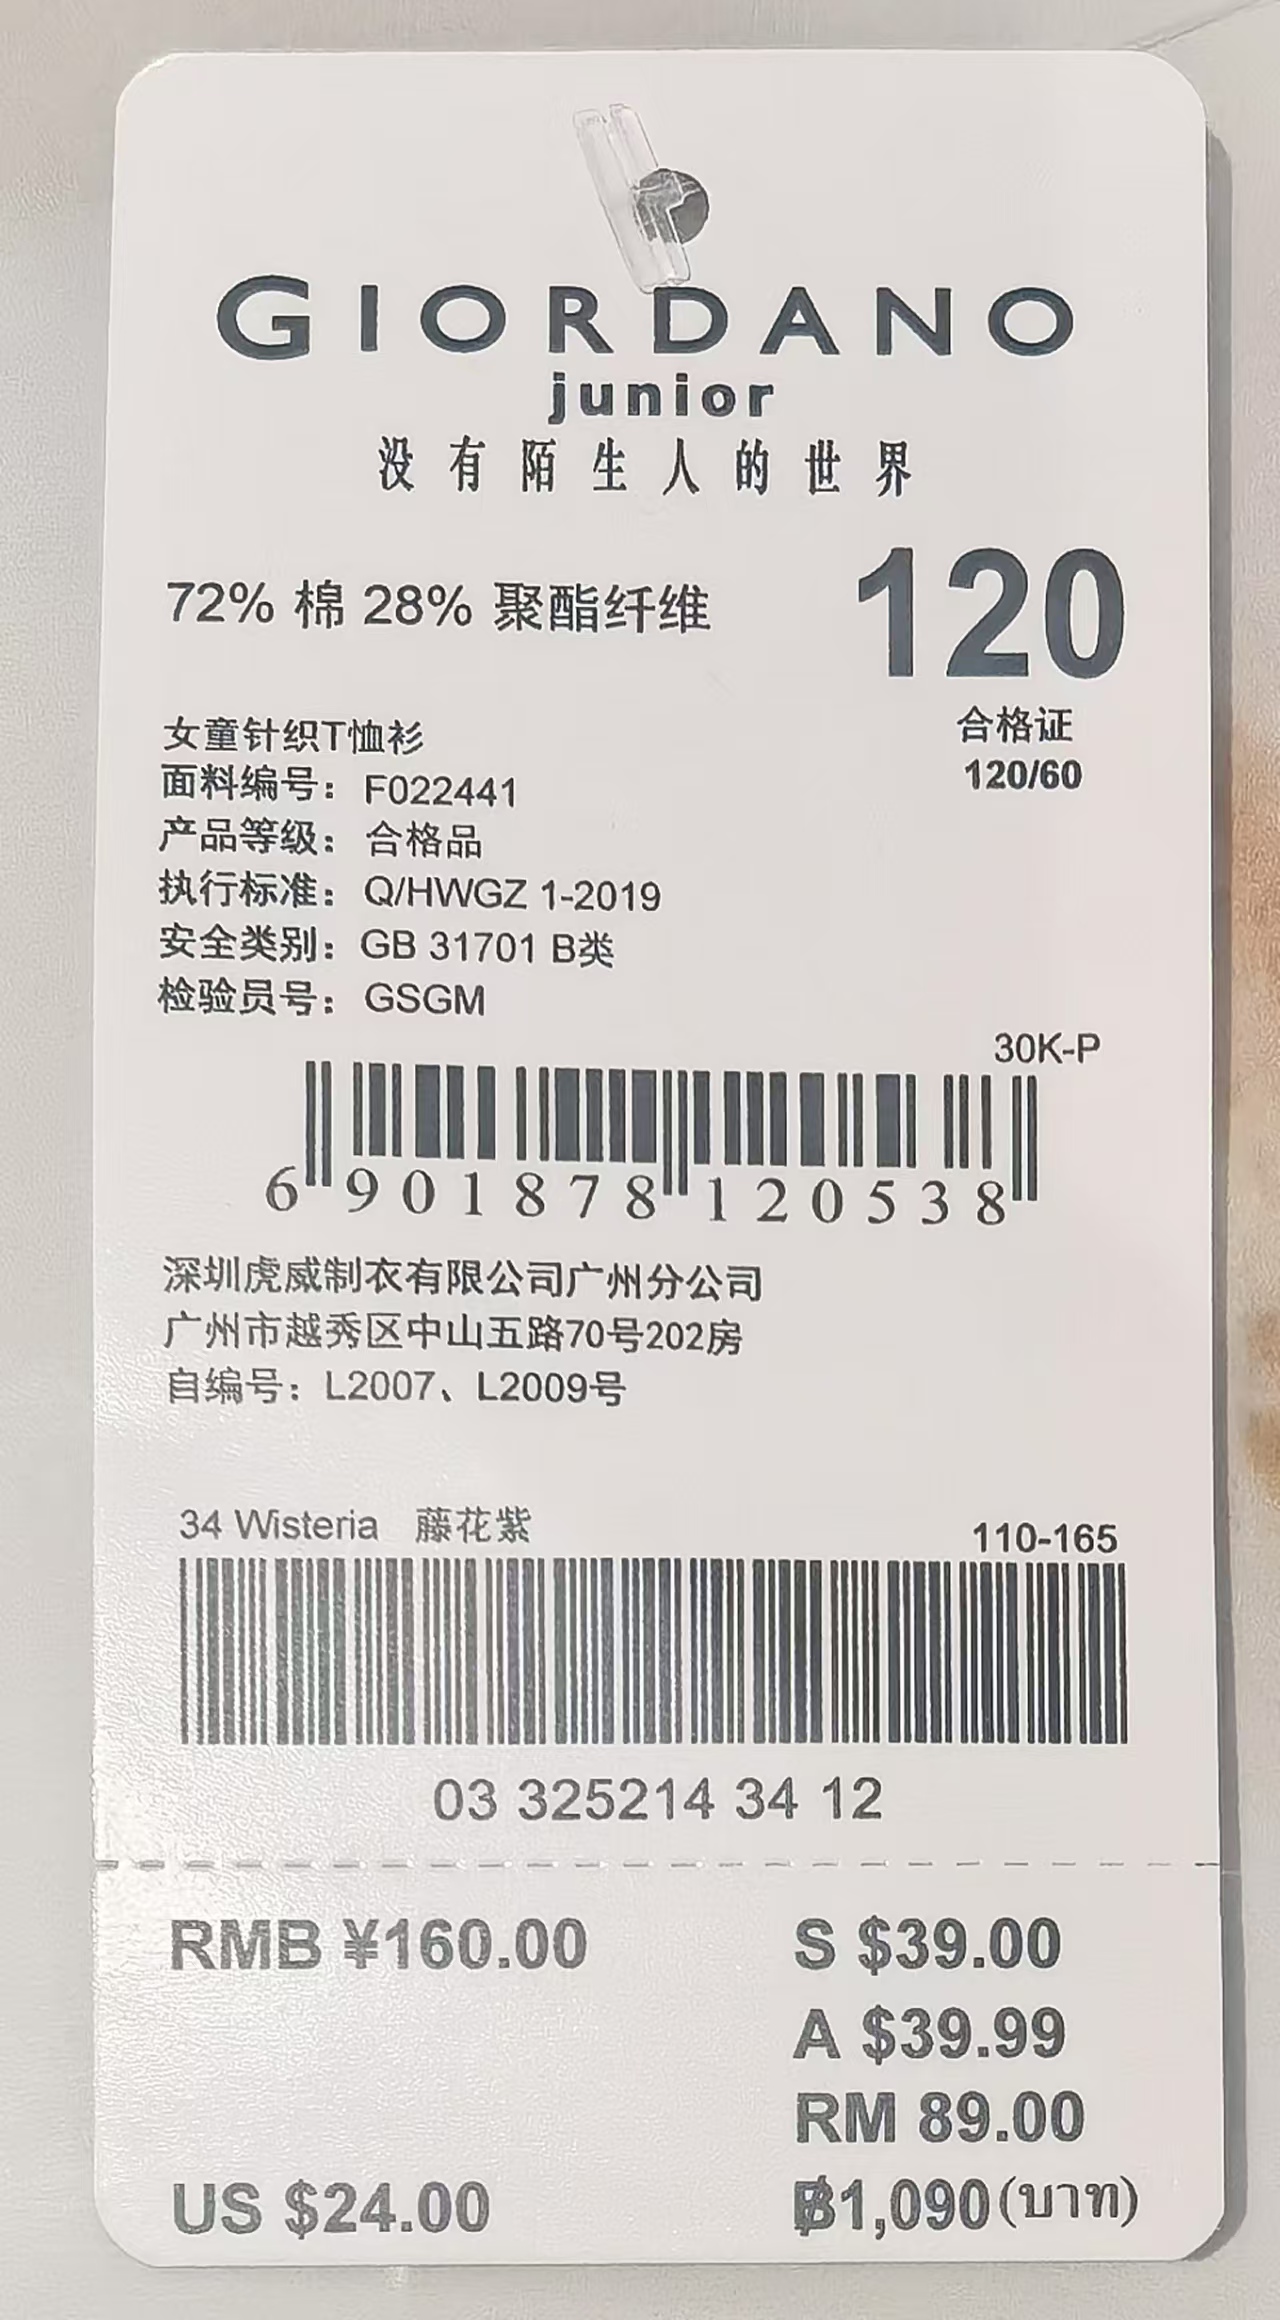 GIORDANO
junior
没有陌生人的世界
72% 棉 28% 聚酯纤维
120
合格证
120/60
女童针织T恤衫
面料编号： F022441
产品等级： 合格品
执行标准： Q/HWGZ 1-2019
安全类别： GB 31701 B类
检验员号： GSGM
30K-P
6 901878 120538
深圳虎威制衣有限公司广州分公司
广州市越秀区中山五路70号202房
自编号：L2007、L2009号
34 Wisteria 藤花紫
110-165
03 325214 34 12
RMB ¥160.00
S $39.00
A $39.99
RM 89.00
US $24.00
฿1,090(บาท)